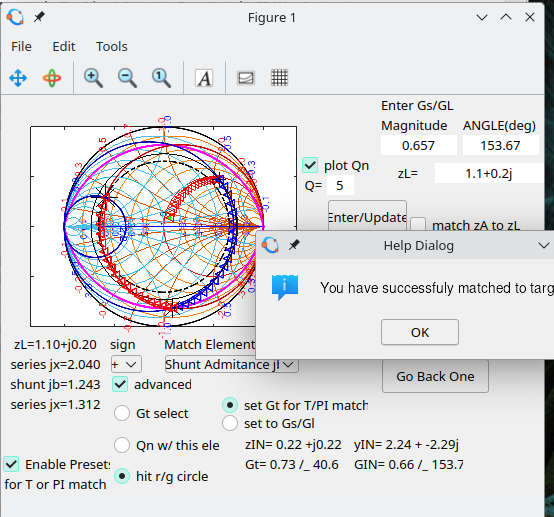 Figure 1
File Edit Tools
A
Enter Gs/GL
Magnitude ANGLE(deg)
0.657 153.67
plot Qn
zL= 1.1+0.2j
Q= 5
Enter/Update
match zA to zL
Help Dialog
You have successfuly matched to targ
OK
zL=1.10+j0.20 sign Match Element
series jx=2.040 + Shunt Admitance jl
shunt jb=1.243 advanced
series jx=1.312
Go Back One
Gt select
set Gt for T/PI match
set to Gs/Gl
Qn w/this ele
zIN= 0.22 +j0.22 yIN= 2.24 + -2.29j
Gt= 0.73 /_ 40.6 GIN= 0.66 /_ 153.7
Enable Presets
for T or PI match
hit r/g circle